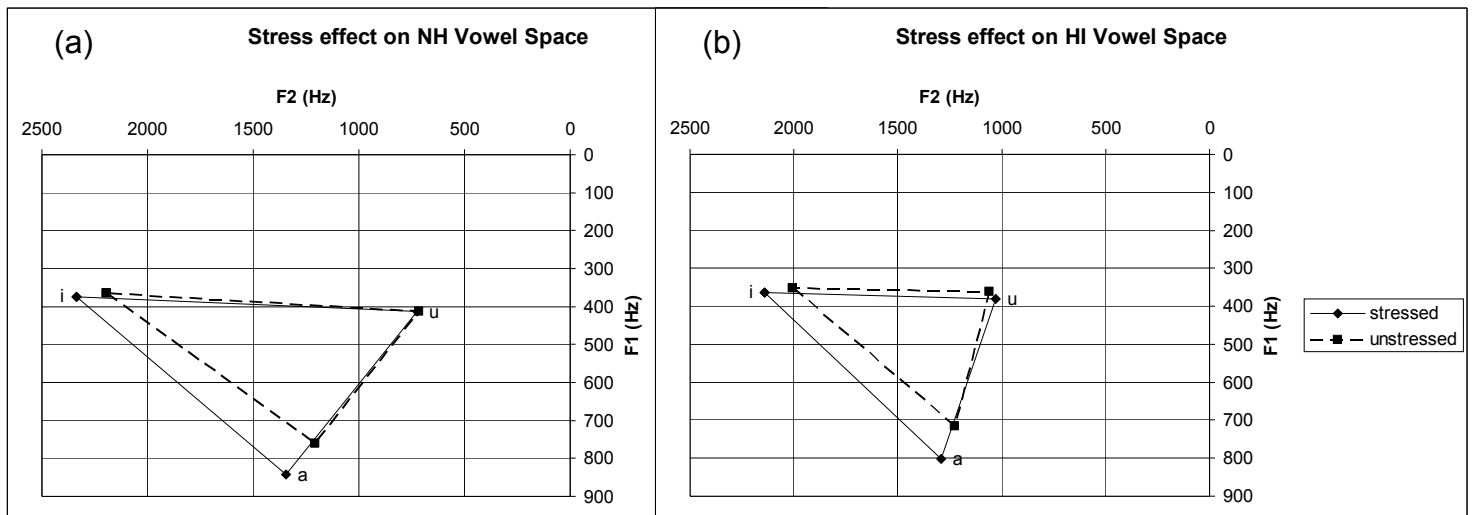 (a) Stress effect on NH Vowel Space
F2 (Hz)
2500 2000 1500 1000 500 0
0
100
200
300
400
500
600
700
800
900
F1 (Hz)
i
u
a
(b) Stress effect on HI Vowel Space
F2 (Hz)
2500 2000 1500 1000 500 0
0
100
200
300
400
500
600
700
800
900
F1 (Hz)
i
u
a
stressed
unstressed